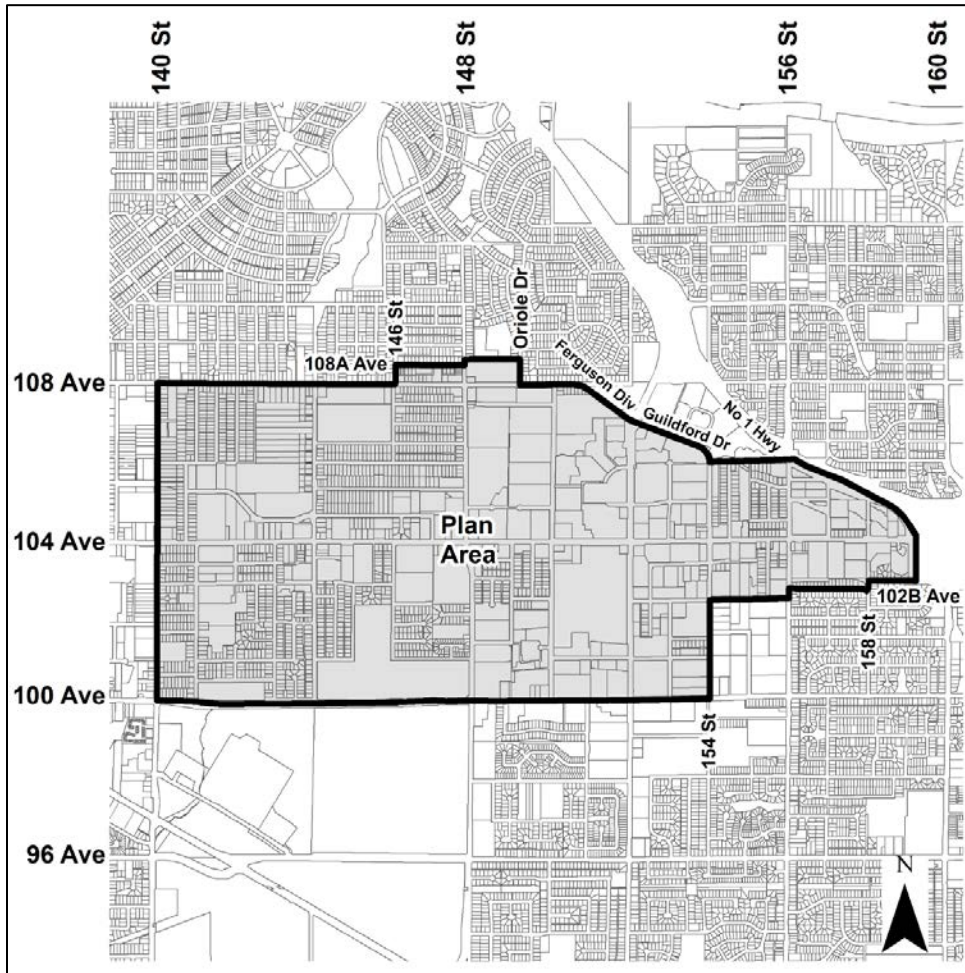 140 St
148 St
156 St
160 St
Oriole Dr
146 St
108A Ave
108 Ave
Ferguson Div
Guildford Dr
No 1 Hwy
Plan
Area
104 Ave
102B Ave
158 St
100 Ave
154 St
96 Ave
N